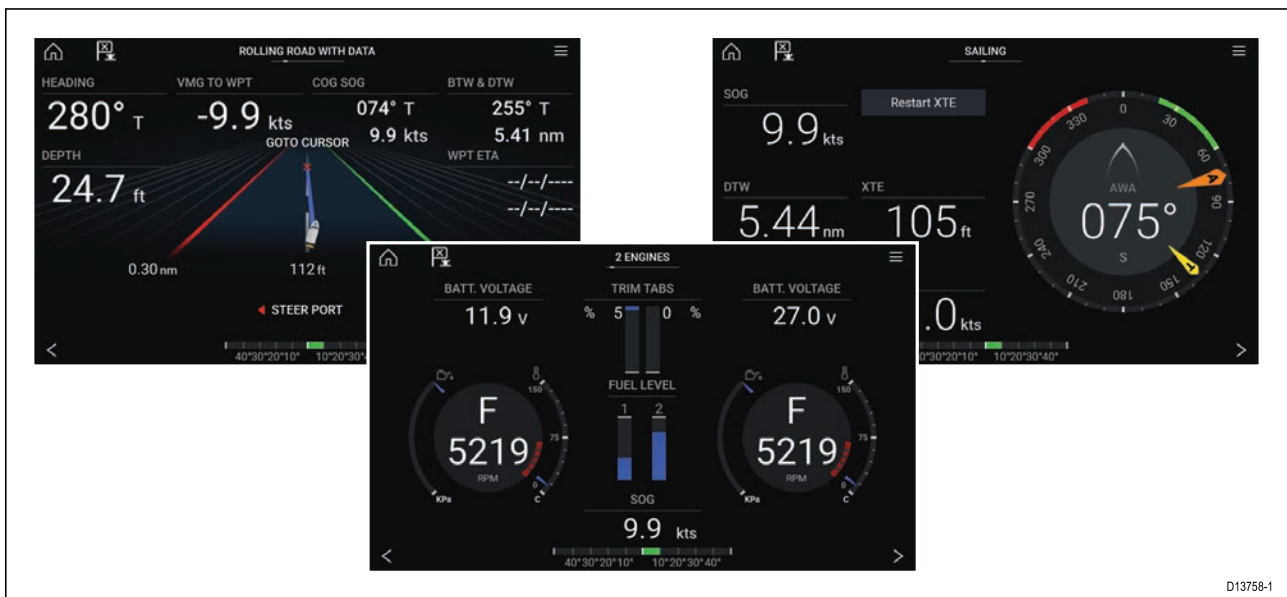 ROLLING ROAD WITH DATA
HEADING VMG TO WPT COG SOG BTW & DTW
280° T -9.9 kts 074° T 255° T
9.9 kts 5.41 nm
GOTO CURSOR
DEPTH WPT ETA
24.7 ft --/--/----
--/--/----
0.30 nm 112 ft
STEER PORT
40°30°20°10° 10°20°30°
SAILING
SOG Restart XTE
9.9 kts
DTW XTE
5.44 nm 105 ft
.0 kts
0 30 60 90 120 150 180 210 240 270 300 330
A
T
AWA
075°
S
0°30°20°10° 10°20°30°40°
2 ENGINES
BATT. VOLTAGE TRIM TABS BATT. VOLTAGE
11.9 v % 5 0 % 27.0 v
FUEL LEVEL
1 2
150 150
F F
75 75
5219 5219
RPM RPM
0 0
KPa C KPa C
SOG
9.9 kts
40°30°20°10° 10°20°30°40°
D13758-1